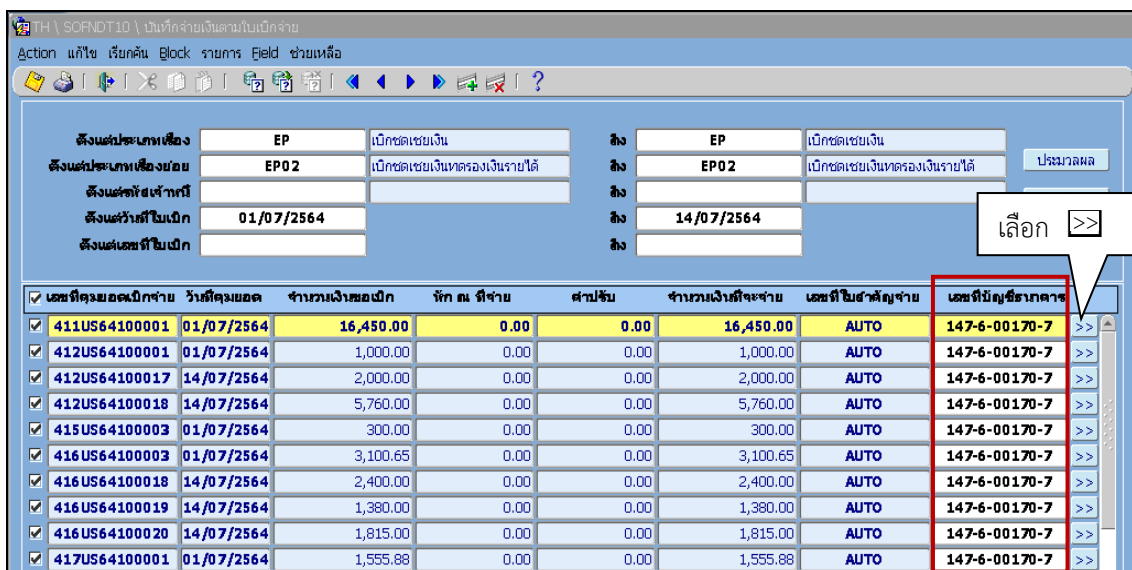 TH \ SOFNDT10 \ บันทึกจ่ายเงินตามใบเบิกจ่าย
Action แก้ไข เรียกค้น Block รายการ Field ช่วยเหลือ
ตั้งแต่ประเภทเรื่อง EP เบิกชดเชยเงิน ถึง EP เบิกชดเชยเงิน
ตั้งแต่ประเภทเรื่องย่อย EP02 เบิกชดเชยเงินทดรองเงินรายได้ ถึง EP02 เบิกชดเชยเงินทดรองเงินรายได้ ประมวลผล
ตั้งแต่รหัสเจ้าหนี้ ถึง
ตั้งแต่วันที่ใบเบิก 01/07/2564 ถึง 14/07/2564
ตั้งแต่เลขที่ใบเบิก ถึง
เลือก >>
เลขที่คุมยอดเบิกจ่าย วันที่คุมยอด จำนวนเงินขอเบิก หัก ณ ที่จ่าย ค่าปรับ จำนวนเงินที่จะจ่าย เลขที่ใบสำคัญจ่าย เลขที่บัญชีธนาคาร
411US64100001 01/07/2564 16,450.00 0.00 0.00 16,450.00 AUTO 147-6-00170-7 >>
412US64100001 01/07/2564 1,000.00 0.00 0.00 1,000.00 AUTO 147-6-00170-7 >>
412US64100017 14/07/2564 2,000.00 0.00 0.00 2,000.00 AUTO 147-6-00170-7 >>
412US64100018 14/07/2564 5,760.00 0.00 0.00 5,760.00 AUTO 147-6-00170-7 >>
415US64100003 01/07/2564 300.00 0.00 0.00 300.00 AUTO 147-6-00170-7 >>
416US64100003 01/07/2564 3,100.65 0.00 0.00 3,100.65 AUTO 147-6-00170-7 >>
416US64100018 14/07/2564 2,400.00 0.00 0.00 2,400.00 AUTO 147-6-00170-7 >>
416US64100019 14/07/2564 1,380.00 0.00 0.00 1,380.00 AUTO 147-6-00170-7 >>
416US64100020 14/07/2564 1,815.00 0.00 0.00 1,815.00 AUTO 147-6-00170-7 >>
417US64100001 01/07/2564 1,555.88 0.00 0.00 1,555.88 AUTO 147-6-00170-7 >>